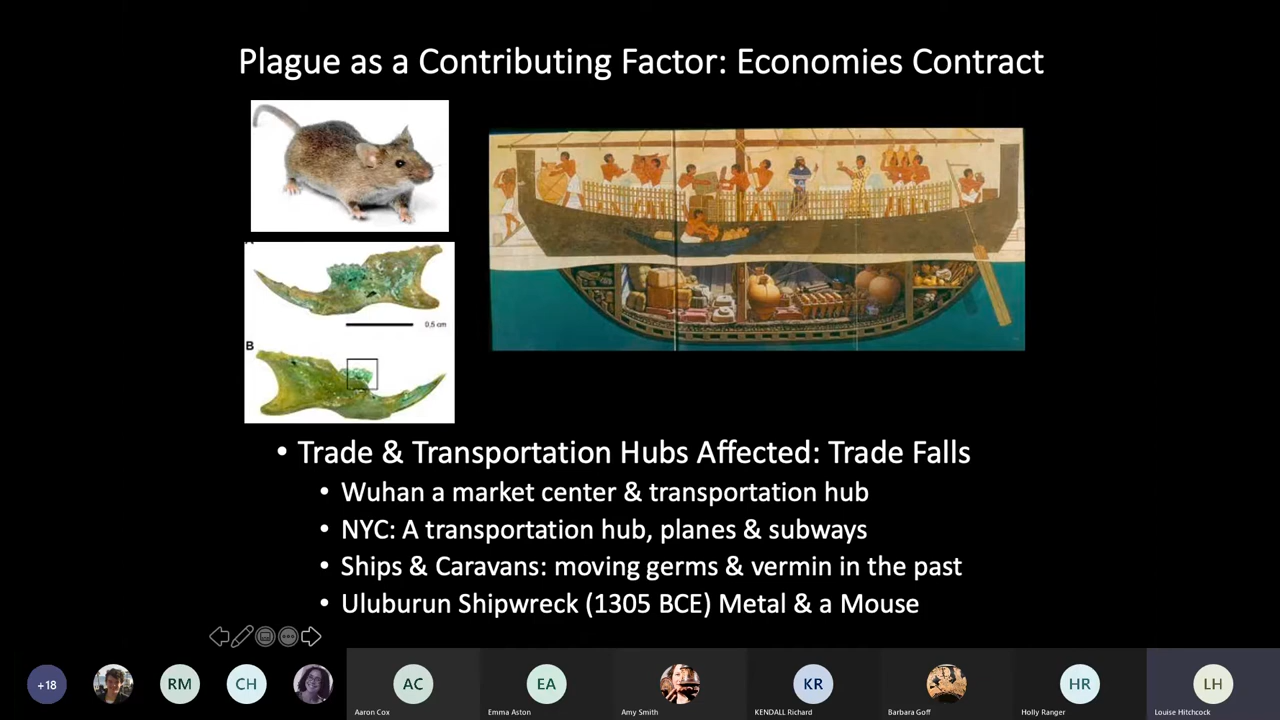 Plague as a Contributing Factor: Economies Contract
0,5 cm
B
• Trade & Transportation Hubs Affected: Trade Falls
• Wuhan a market center & transportation hub
• NYC: A transportation hub, planes & subways
• Ships & Caravans: moving germs & vermin in the past
• Uluburun Shipwreck (1305 BCE) Metal & a Mouse
+18
RM
CH
AC
EA
KR
HR
LH
Aaron Cox
Emma Aston
Amy Smith
KENDALL Richard
Barbara Goff
Holly Ranger
Louise Hitchcock